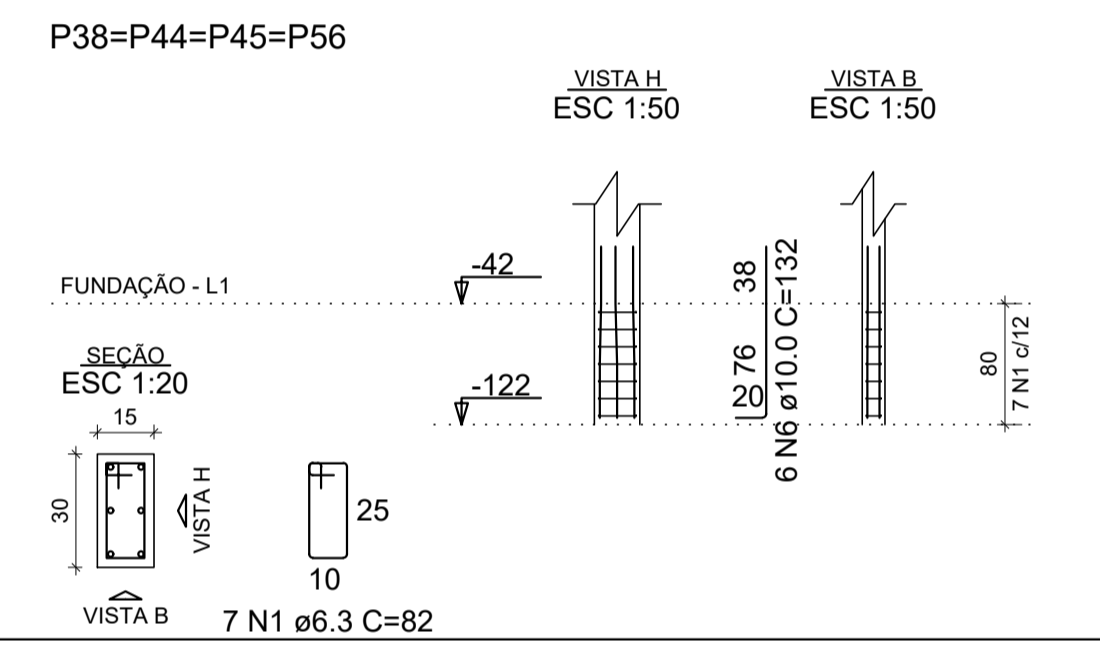 P38=P44=P45=P56
VISTA H
ESC 1:50
VISTA B
ESC 1:50
FUNDAÇÃO - L1
-42
-122
38
76
20
6 N6 ø10.0 C=132
80
7 N1 c/12
SEÇÃO
ESC 1:20
15
30
VISTA H
VISTA B
25
10
7 N1 ø6.3 C=82